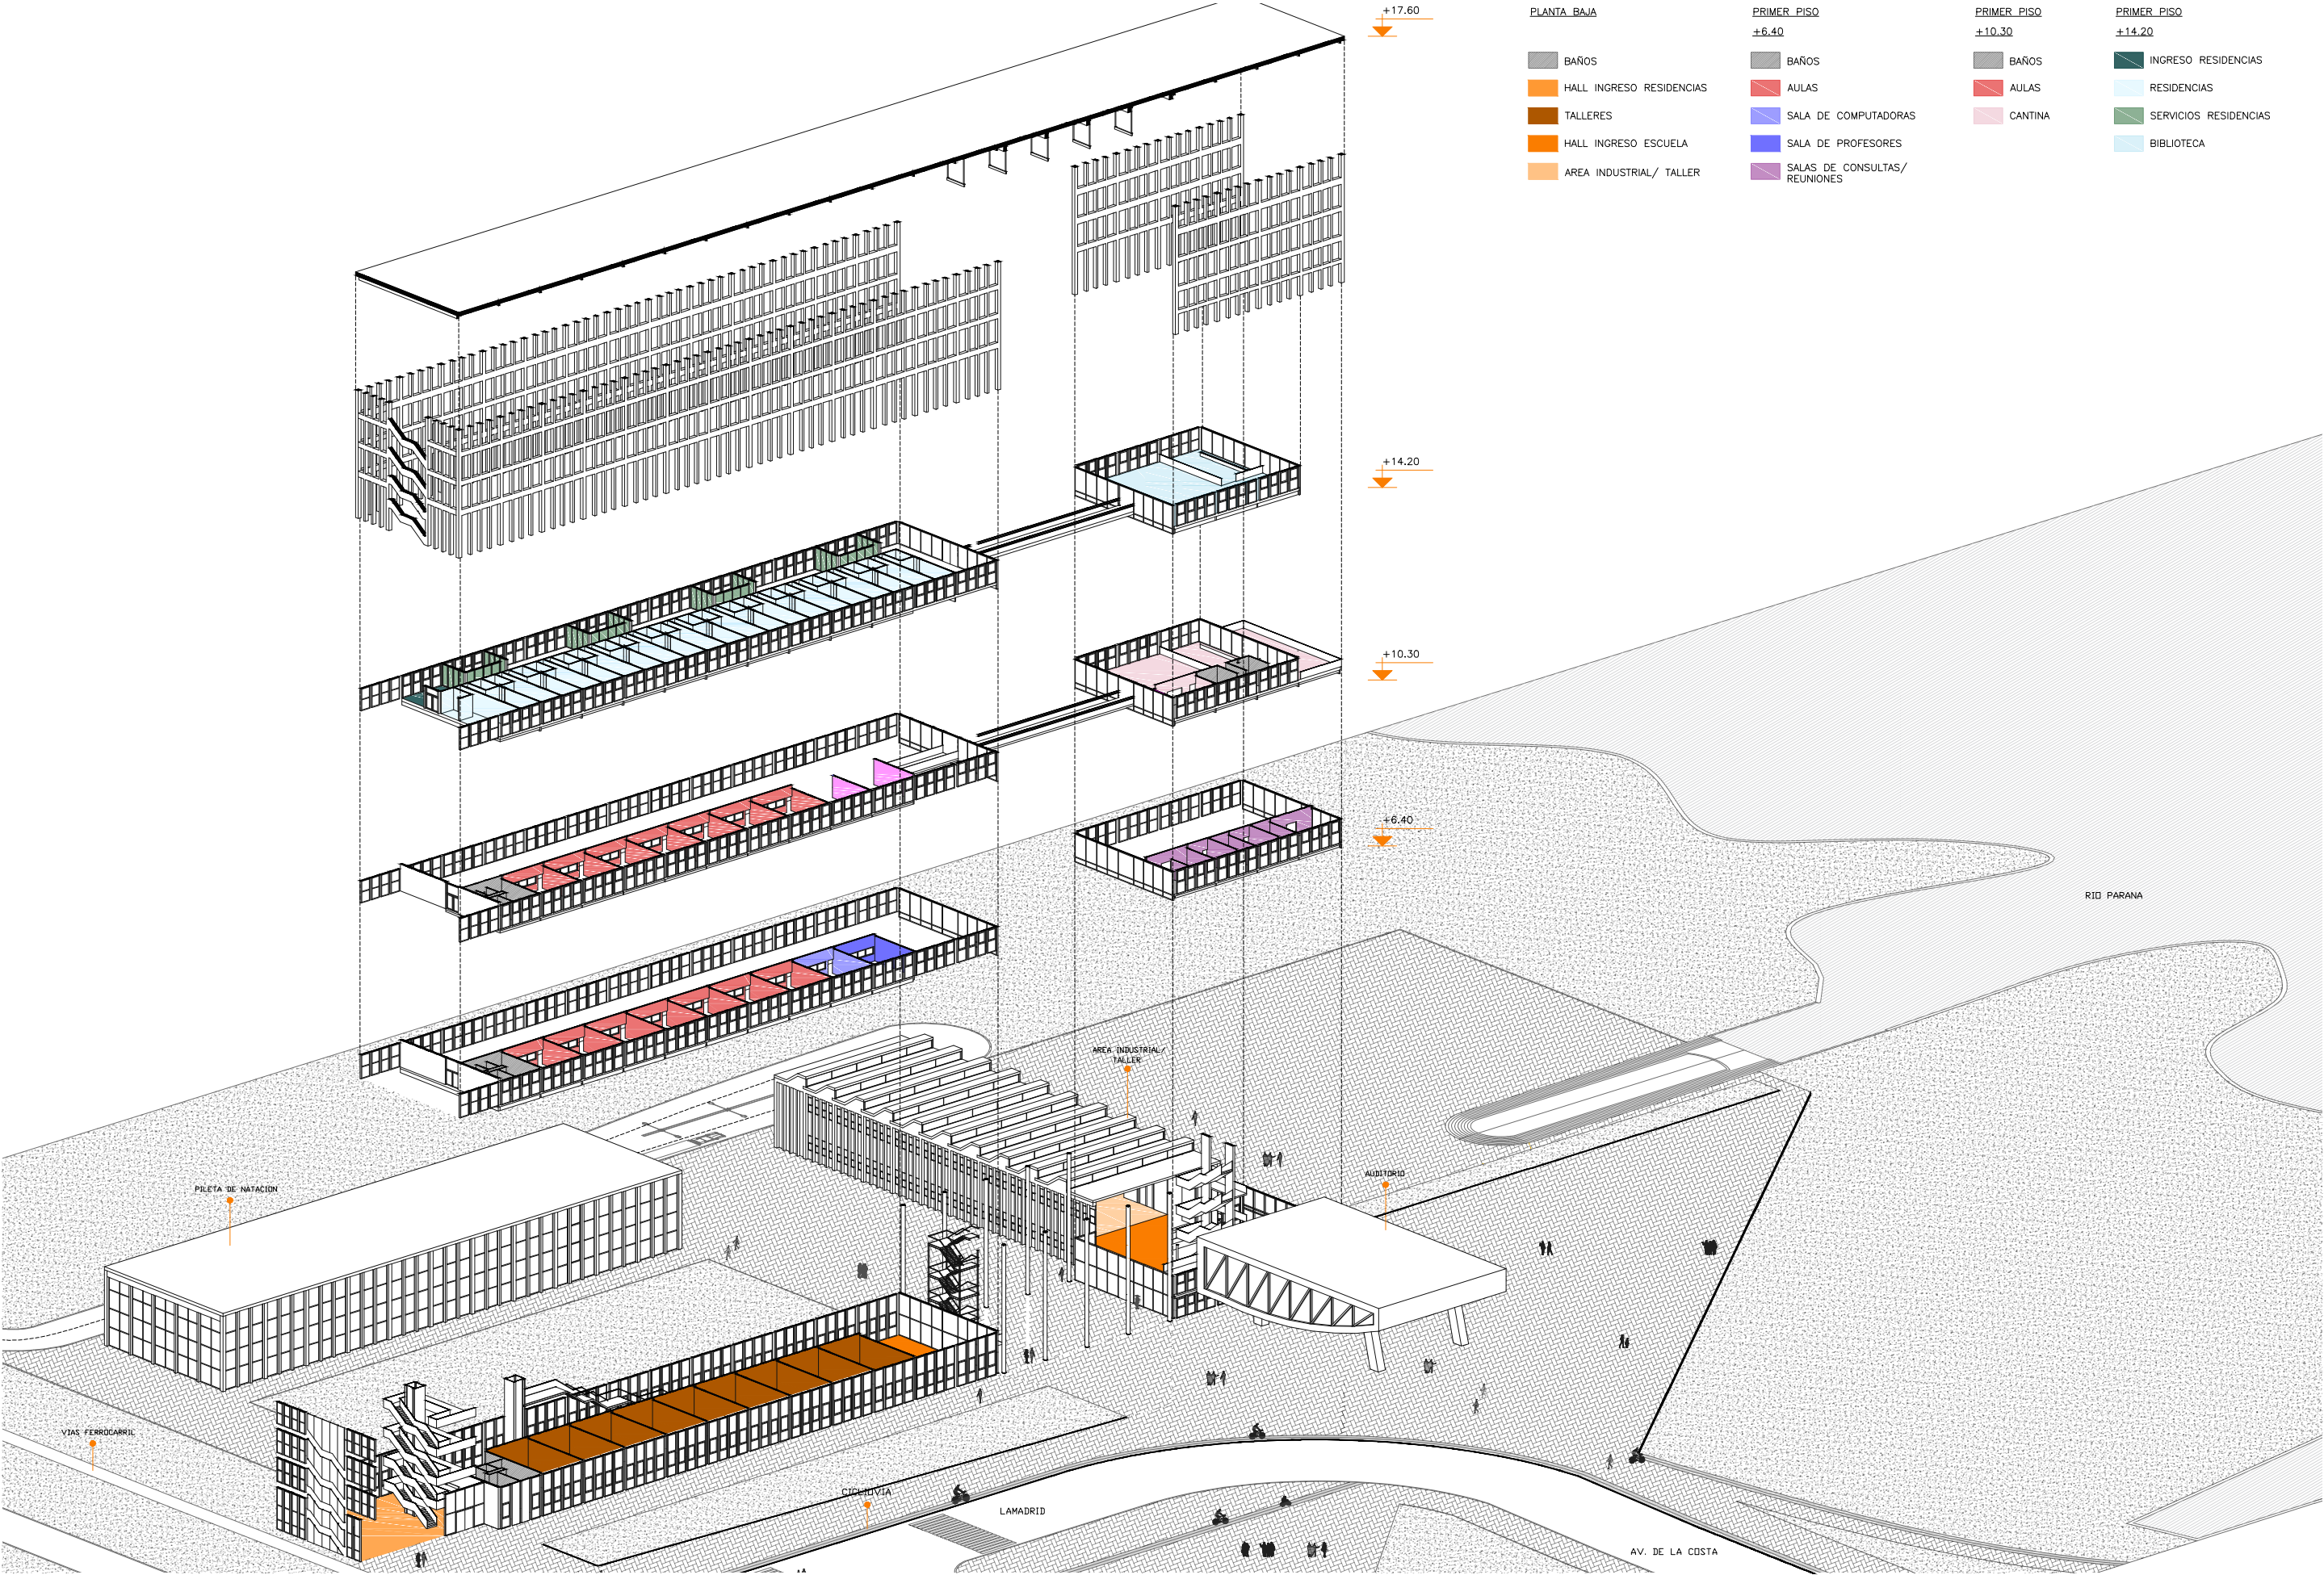 PLANTA BAJA
BAÑOS
HALL INGRESO RESIDENCIAS
TALLERES
HALL INGRESO ESCUELA
AREA INDUSTRIAL/ TALLER
PRIMER PISO
+6.40
BAÑOS
AULAS
SALA DE COMPUTADORAS
SALA DE PROFESORES
SALAS DE CONSULTAS/
REUNIONES
PRIMER PISO
+10.30
BAÑOS
AULAS
CANTINA
PRIMER PISO
+14.20
INGRESO RESIDENCIAS
RESIDENCIAS
SERVICIOS RESIDENCIAS
BIBLIOTECA
+17.60
+14.20
+10.30
+6.40
RIO PARANA
AREA INDUSTRIAL/
TALLER
AUDITORIO
PILETA DE NATACION
VIAS FERROCARRIL
CICLIOVIA
LAMADRID
AV. DE LA COSTA